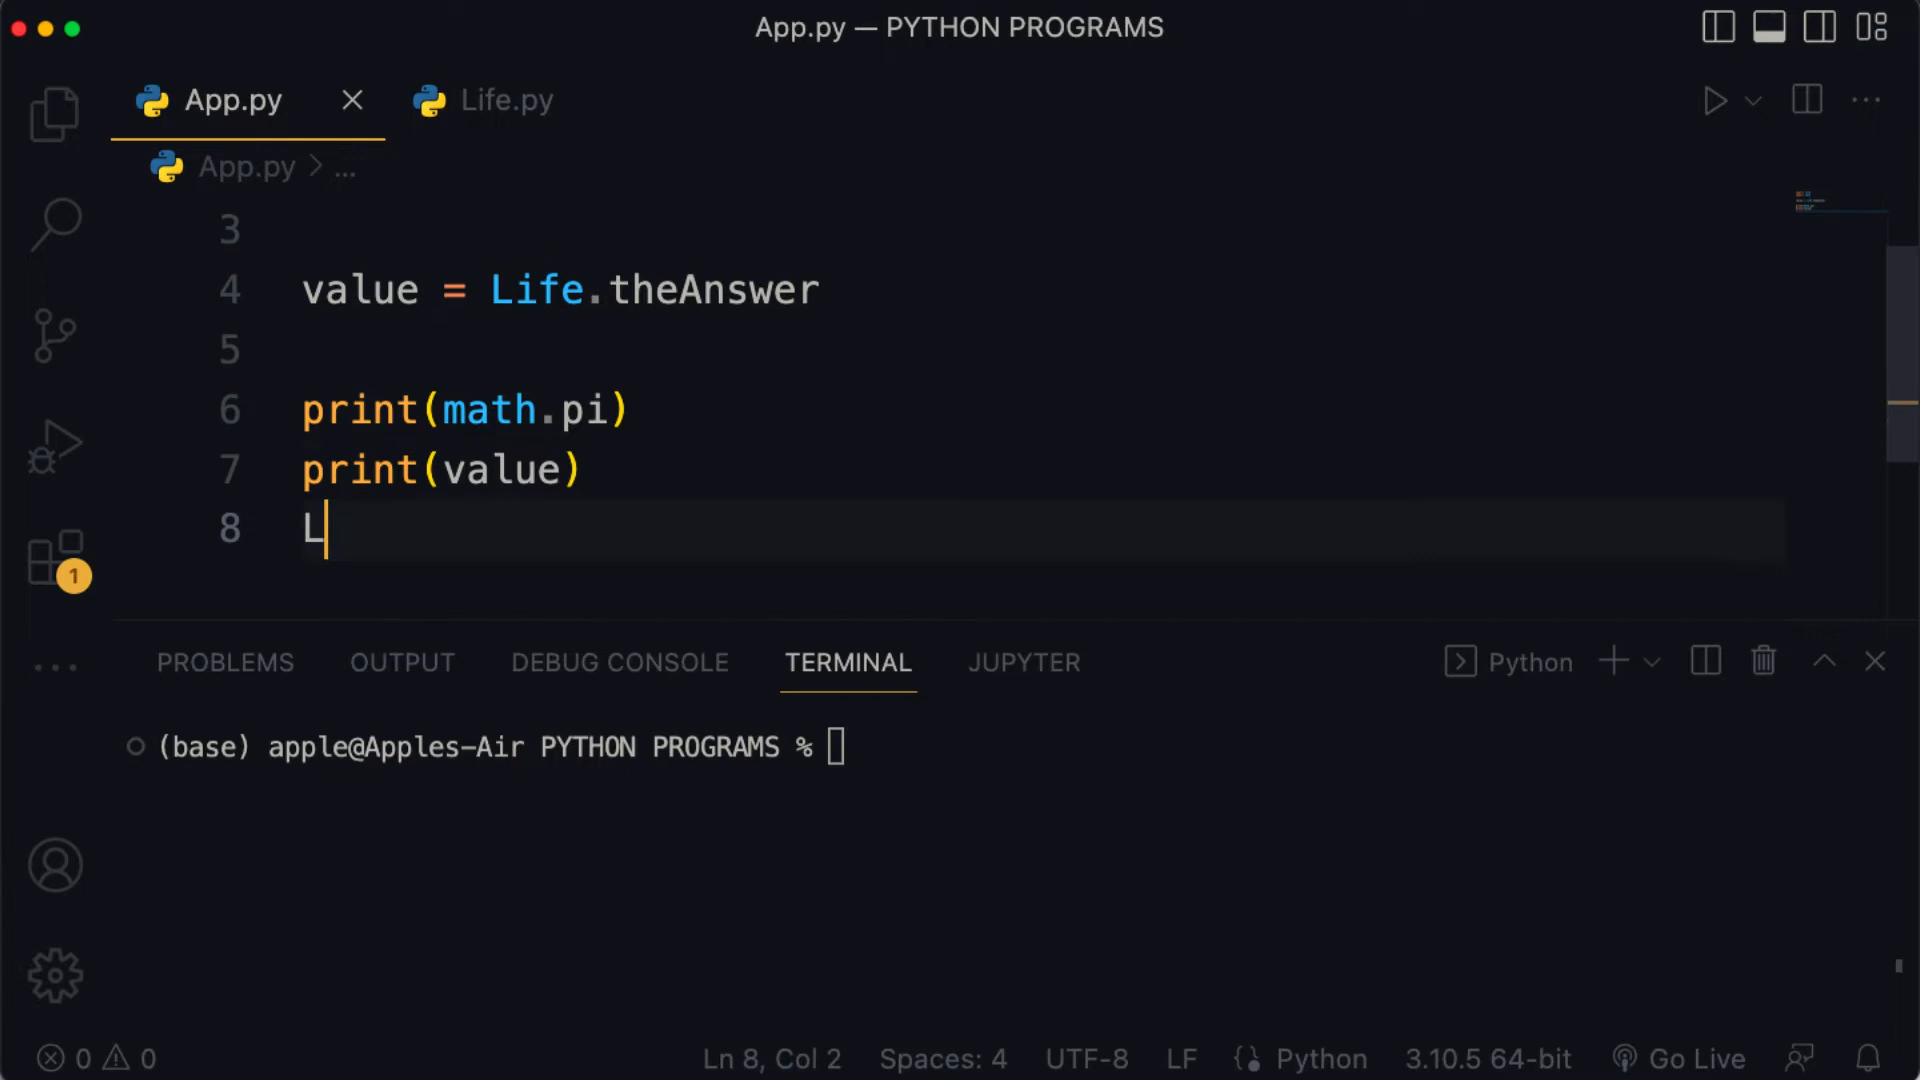 App.py — PYTHON PROGRAMS
App.py Life.py
App.py > ...
3
4 value = Life.theAnswer
5
6 print(math.pi)
7 print(value)
8 L
1
PROBLEMS OUTPUT DEBUG CONSOLE TERMINAL JUPYTER Python
(base) apple@Apples-Air PYTHON PROGRAMS %
0 0 Ln 8, Col 2 Spaces: 4 UTF-8 LF Python 3.10.5 64-bit Go Live